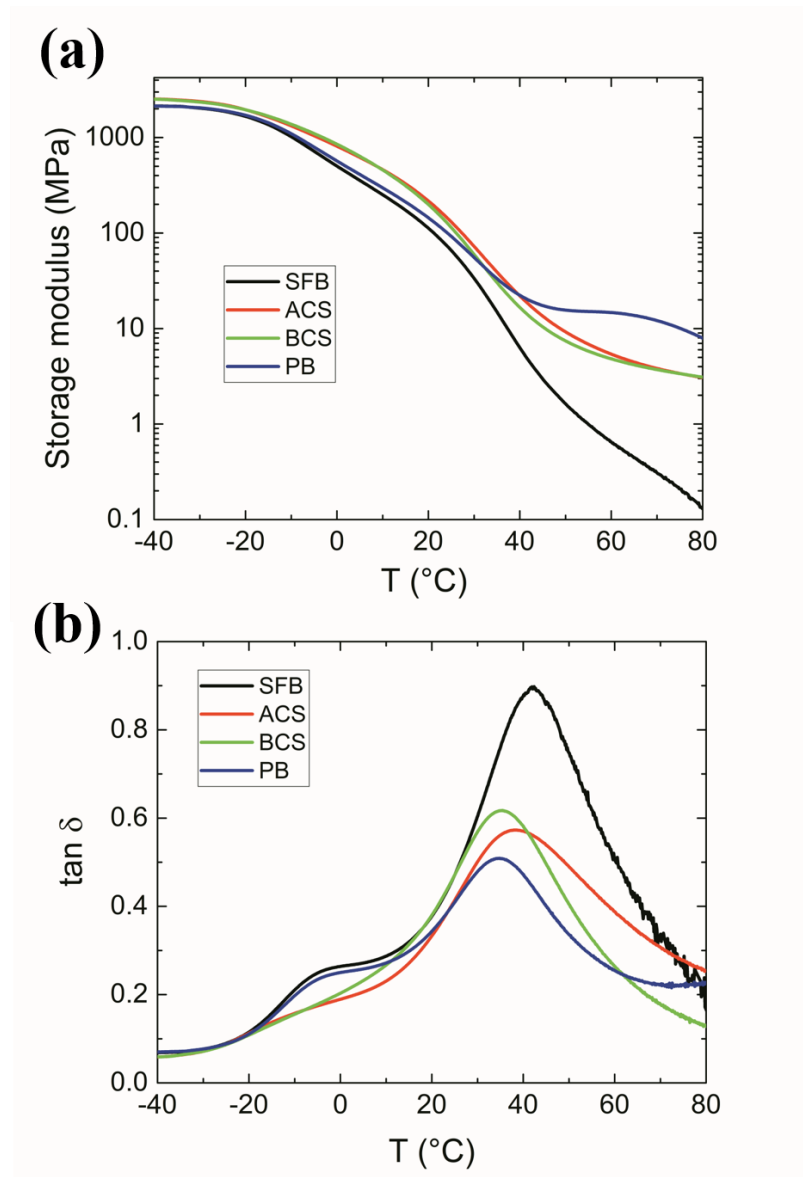 (a)
Storage modulus (MPa)
1000
100
10
1
0.1
SFB
ACS
BCS
PB
-40 -20 0 20 40 60 80
T (°C)
(b)
tan δ
1.0
0.8
0.6
0.4
0.2
0.0
SFB
ACS
BCS
PB
-40 -20 0 20 40 60 80
T (°C)